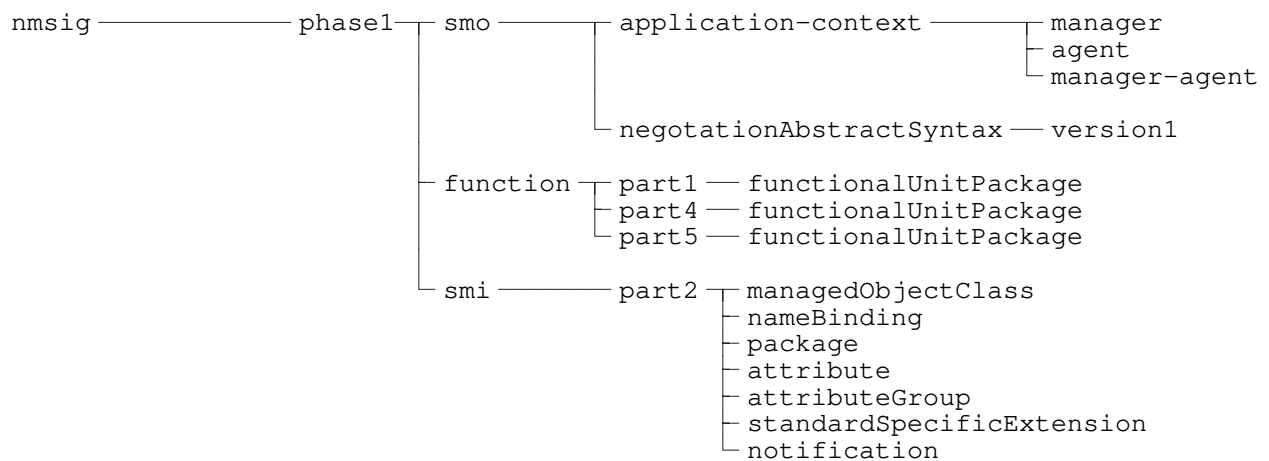 nmsig phase1 smo application-context manager
agent
manager-agent
negotationAbstractSyntax version1
function part1 functionalUnitPackage
part4 functionalUnitPackage
part5 functionalUnitPackage
smi part2 managedObjectClass
nameBinding
package
attribute
attributeGroup
standardSpecificExtension
notification